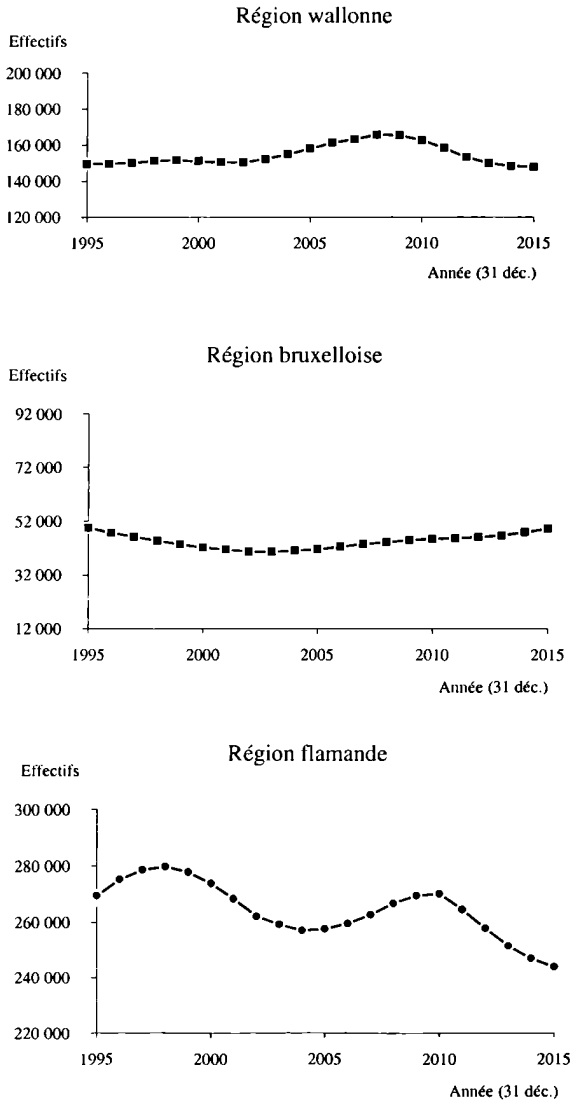 Région wallonne
Effectifs
200 000
180 000
160 000
140 000
120 000
1995 2000 2005 2010 2015
Année (31 déc.)
Région bruxelloise
Effectifs
92 000
72 000
52 000
32 000
12 000
1995 2000 2005 2010 2015
Année (31 déc.)
Région flamande
Effectifs
300 000
280 000
260 000
240 000
220 000
1995 2000 2005 2010 2015
Année (31 déc.)